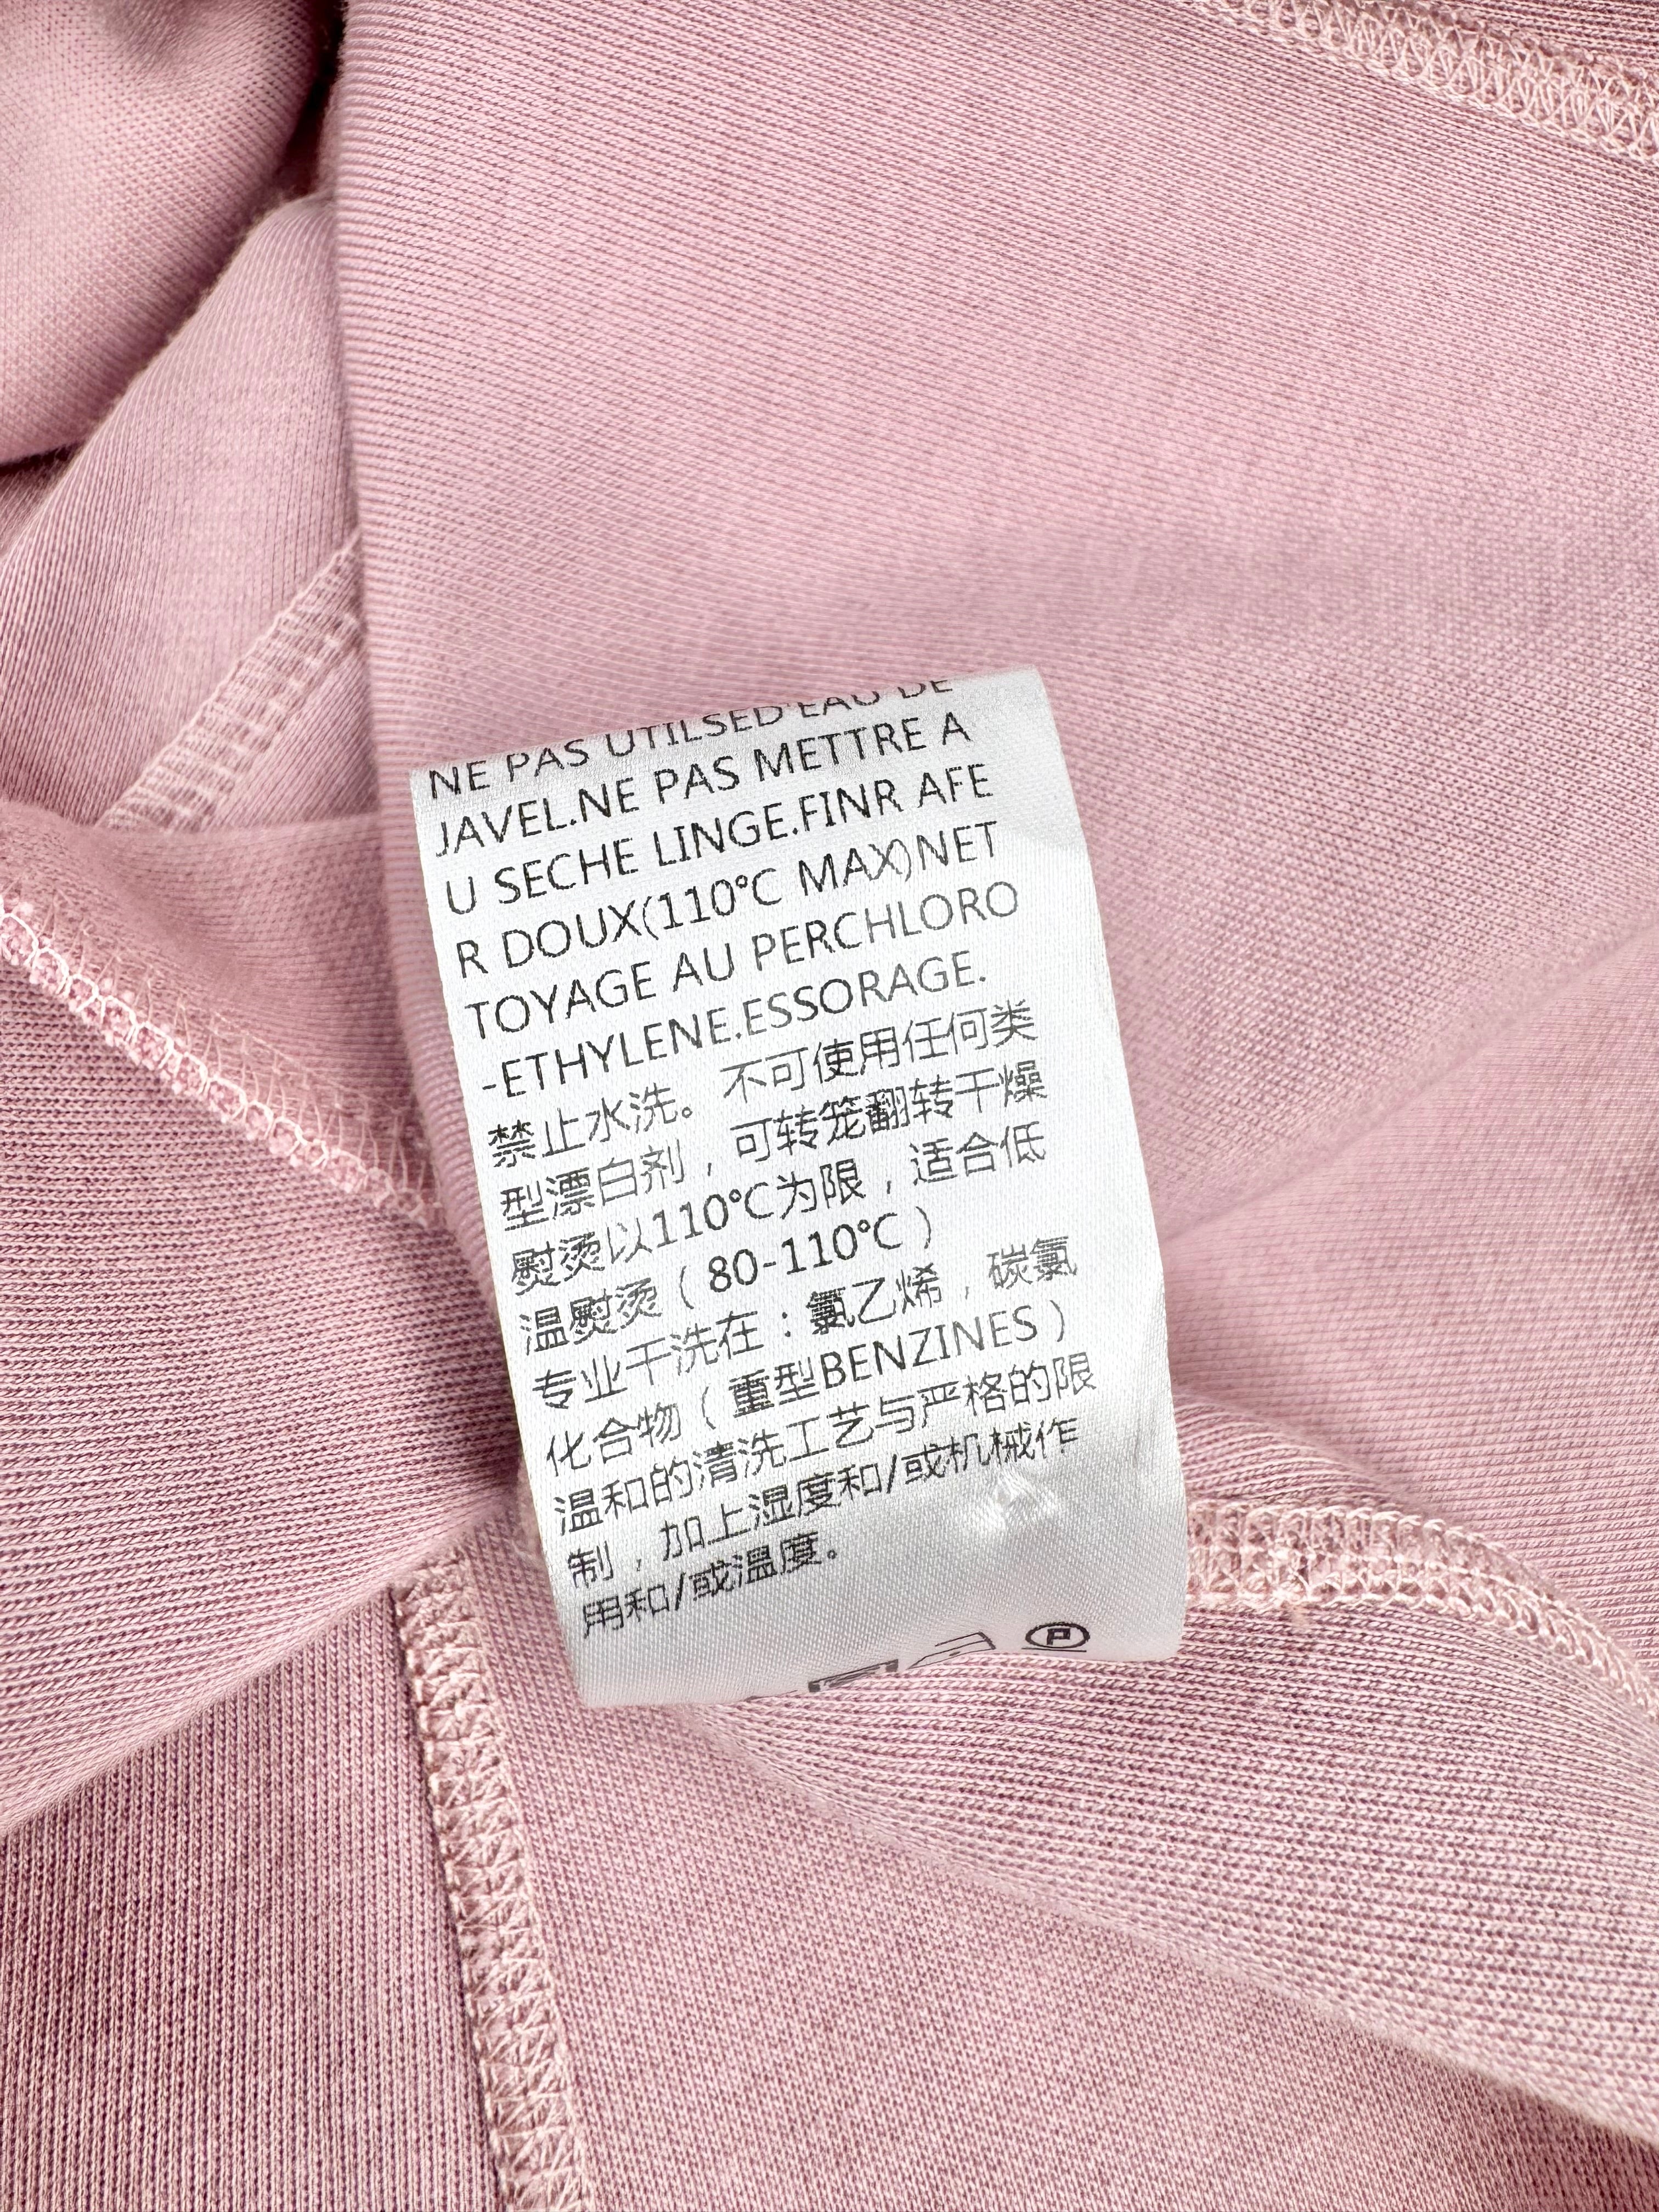 NE PAS UTILSED'EAU DE
JAVEL.NE PAS METTRE A
U SECHE LINGE.FINR AFE
R DOUX(110℃ MAX)NET
TOYAGE AU PERCHLORO
-ETHYLENE.ESSORAGE.
禁止水洗。不可使用任何类
型漂白剂，可转笼翻转干燥
熨烫以110℃为限，适合低
温熨烫（80-110℃）
专业干洗在：氯乙烯，碳氯
化合物（重型BENZINES）
温和的清洗工艺与严格的限
制，加上湿度和/或机械作
用和/或温度。
P